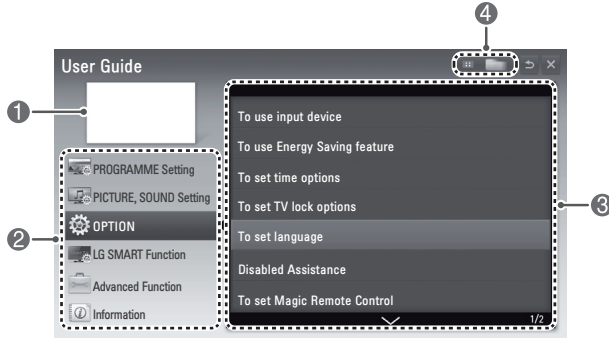 4
User Guide
1
PROGRAMME Setting
PICTURE, SOUND Setting
OPTION
LG SMART Function
Advanced Function
Information
2
To use input device
To use Energy Saving feature
To set time options
To set TV lock options
To set language
Disabled Assistance
To set Magic Remote Control
1/2
3